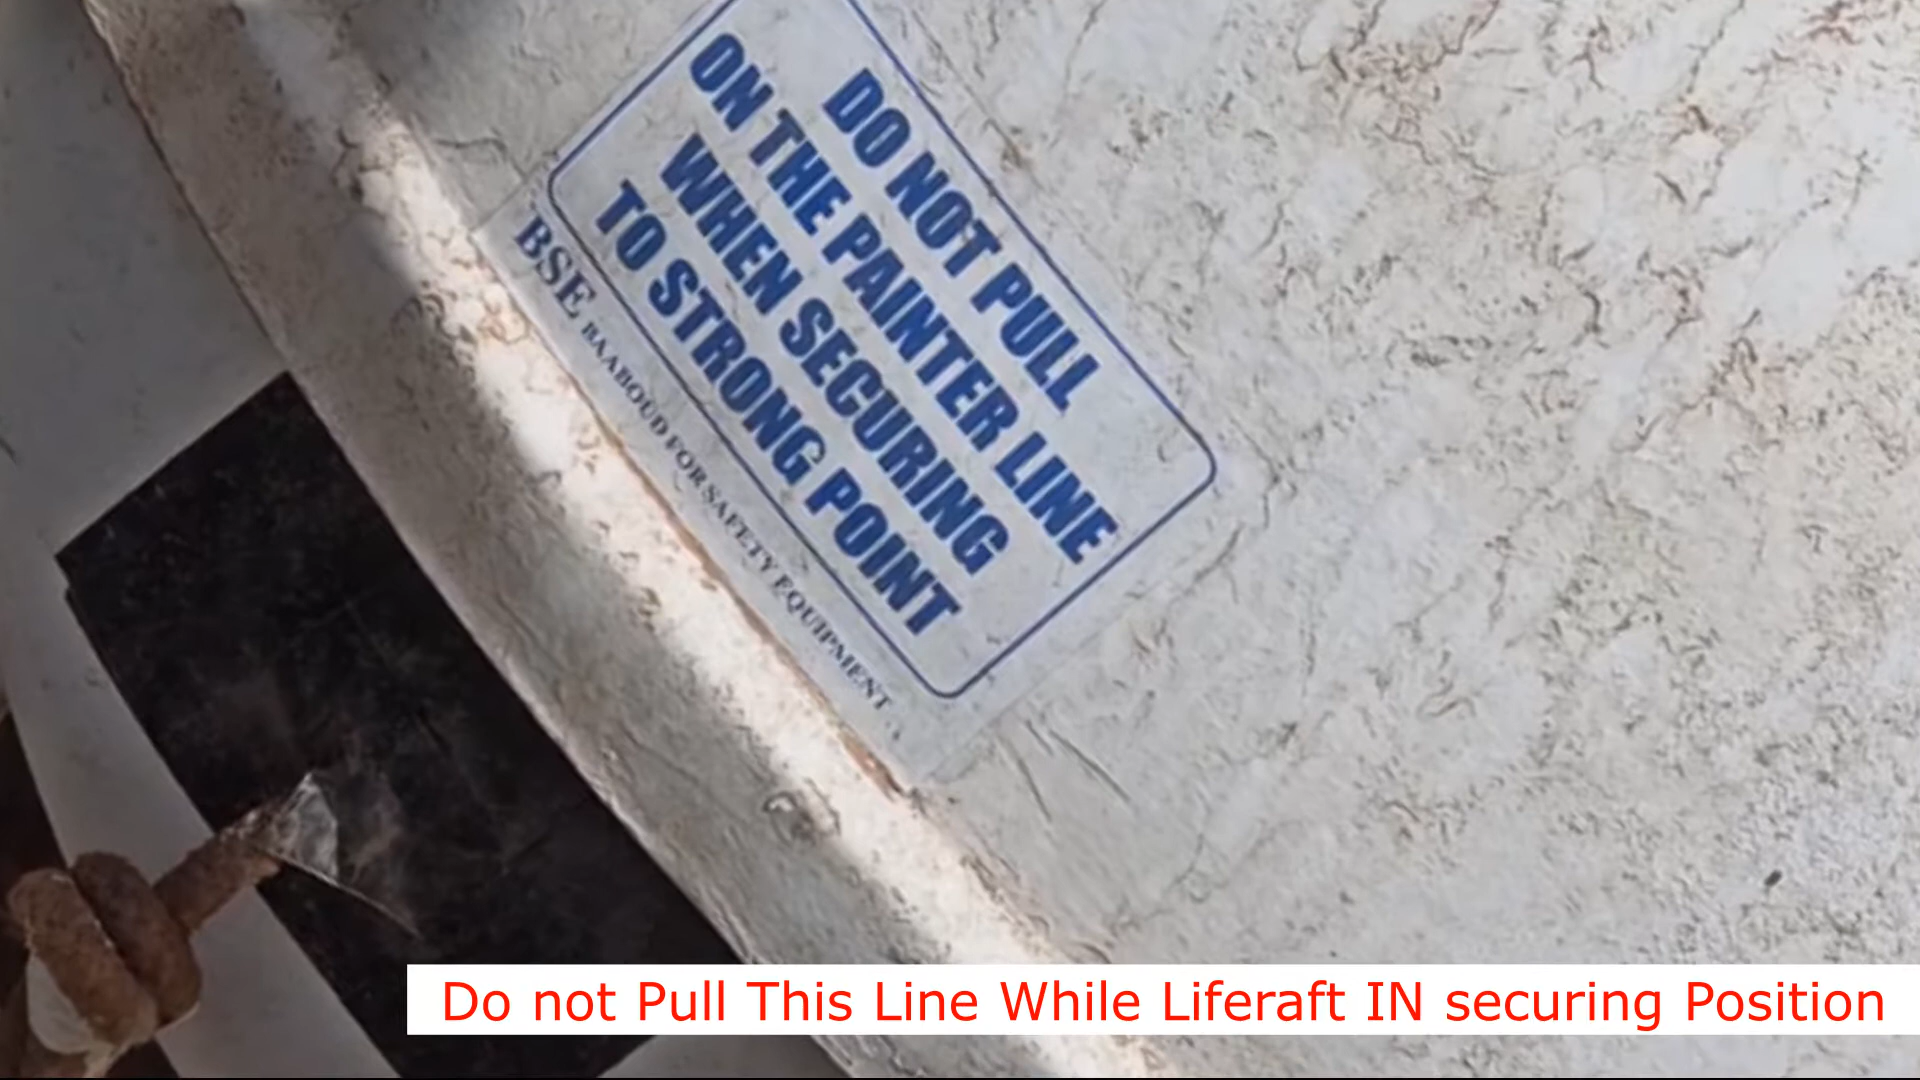 DO NOT PULL
ON THE PAINTER LINE
WHEN SECURING
TO STRONG POINT
BSE BAABOUD FOR SAFETY EQUIPMENT
Do not Pull This Line While Liferaft IN securing Position